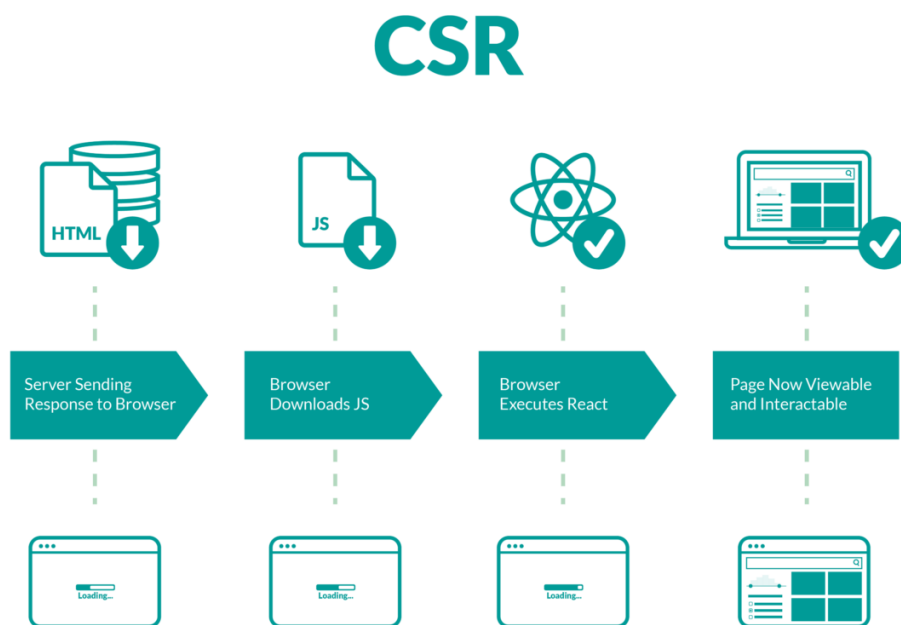 CSR
HTML
JS
Server Sending
Response to Browser
Browser
Downloads JS
Browser
Executes React
Page Now Viewable
and Interactable
Loading...
Loading...
Loading...